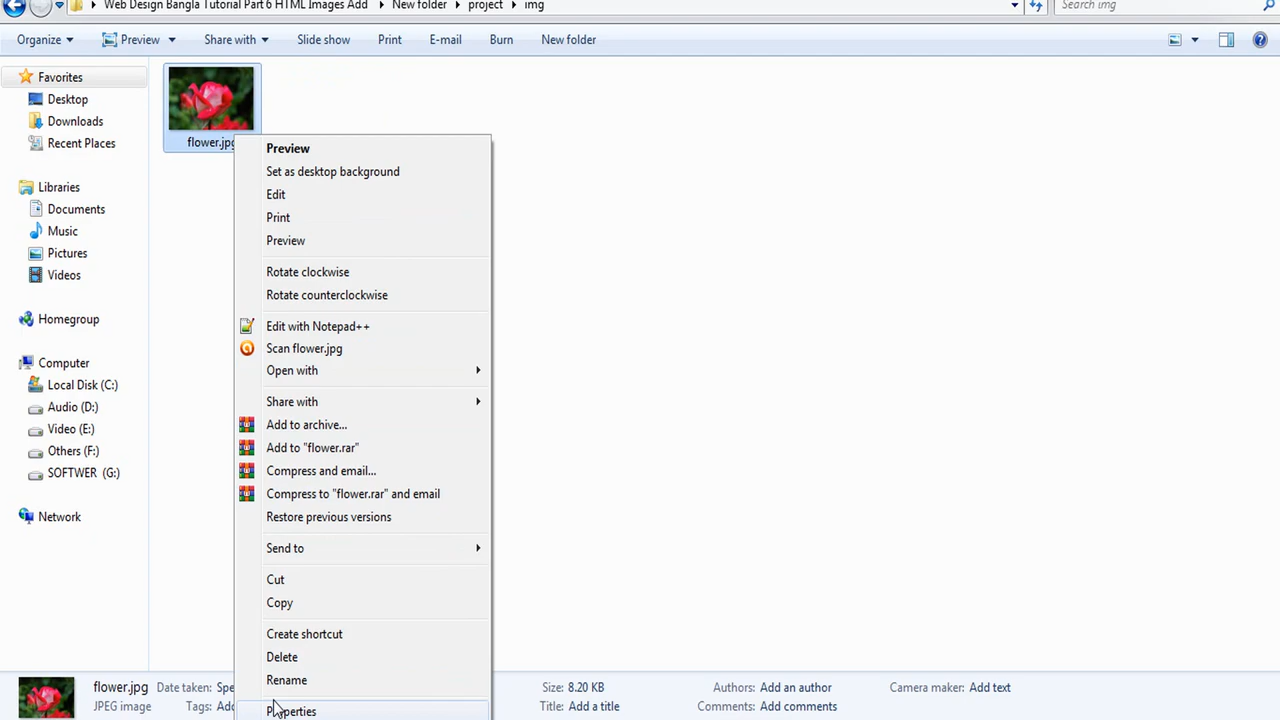 Web Design Bangla Tutorial Part 6 HTML Images Add New folder project img
Search img
Organize Preview Share with Slide show Print E-mail Burn New folder
Favorites
Desktop
Downloads
Recent Places
Libraries
Documents
Music
Pictures
Videos
Homegroup
Computer
Local Disk (C:)
Audio (D:)
Video (E:)
Others (F:)
SOFTWER (G:)
Network
flower.jpg
Preview
Set as desktop background
Edit
Print
Preview
Rotate clockwise
Rotate counterclockwise
Edit with Notepad++
Scan flower.jpg
Open with
Share with
Add to archive...
Add to "flower.rar"
Compress and email...
Compress to "flower.rar" and email
Restore previous versions
Send to
Cut
Copy
Create shortcut
Delete
Rename
Properties
flower.jpg Date taken: Spe Size: 8.20 KB Authors: Add an author Camera maker: Add text
JPEG image Tags: Add Title: Add a title Comments: Add comments